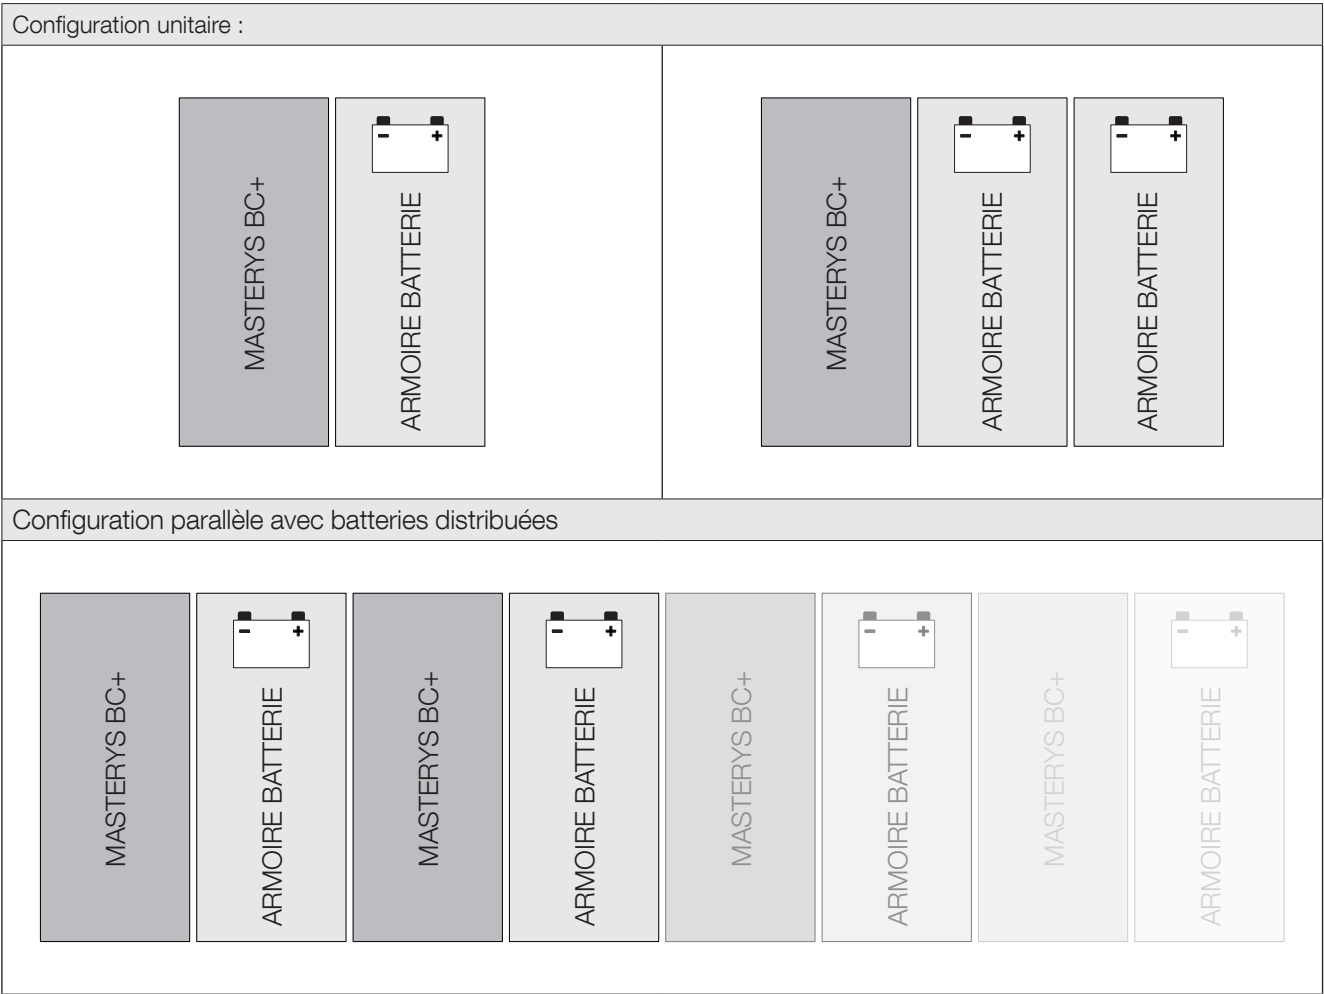 Configuration unitaire :
MASTERYS BC+
ARMOIRE BATTERIE
MASTERYS BC+
ARMOIRE BATTERIE
ARMOIRE BATTERIE
Configuration parallèle avec batteries distribuées
MASTERYS BC+
ARMOIRE BATTERIE
MASTERYS BC+
ARMOIRE BATTERIE
MASTERYS BC+
ARMOIRE BATTERIE
MASTERYS BC+
ARMOIRE BATTERIE